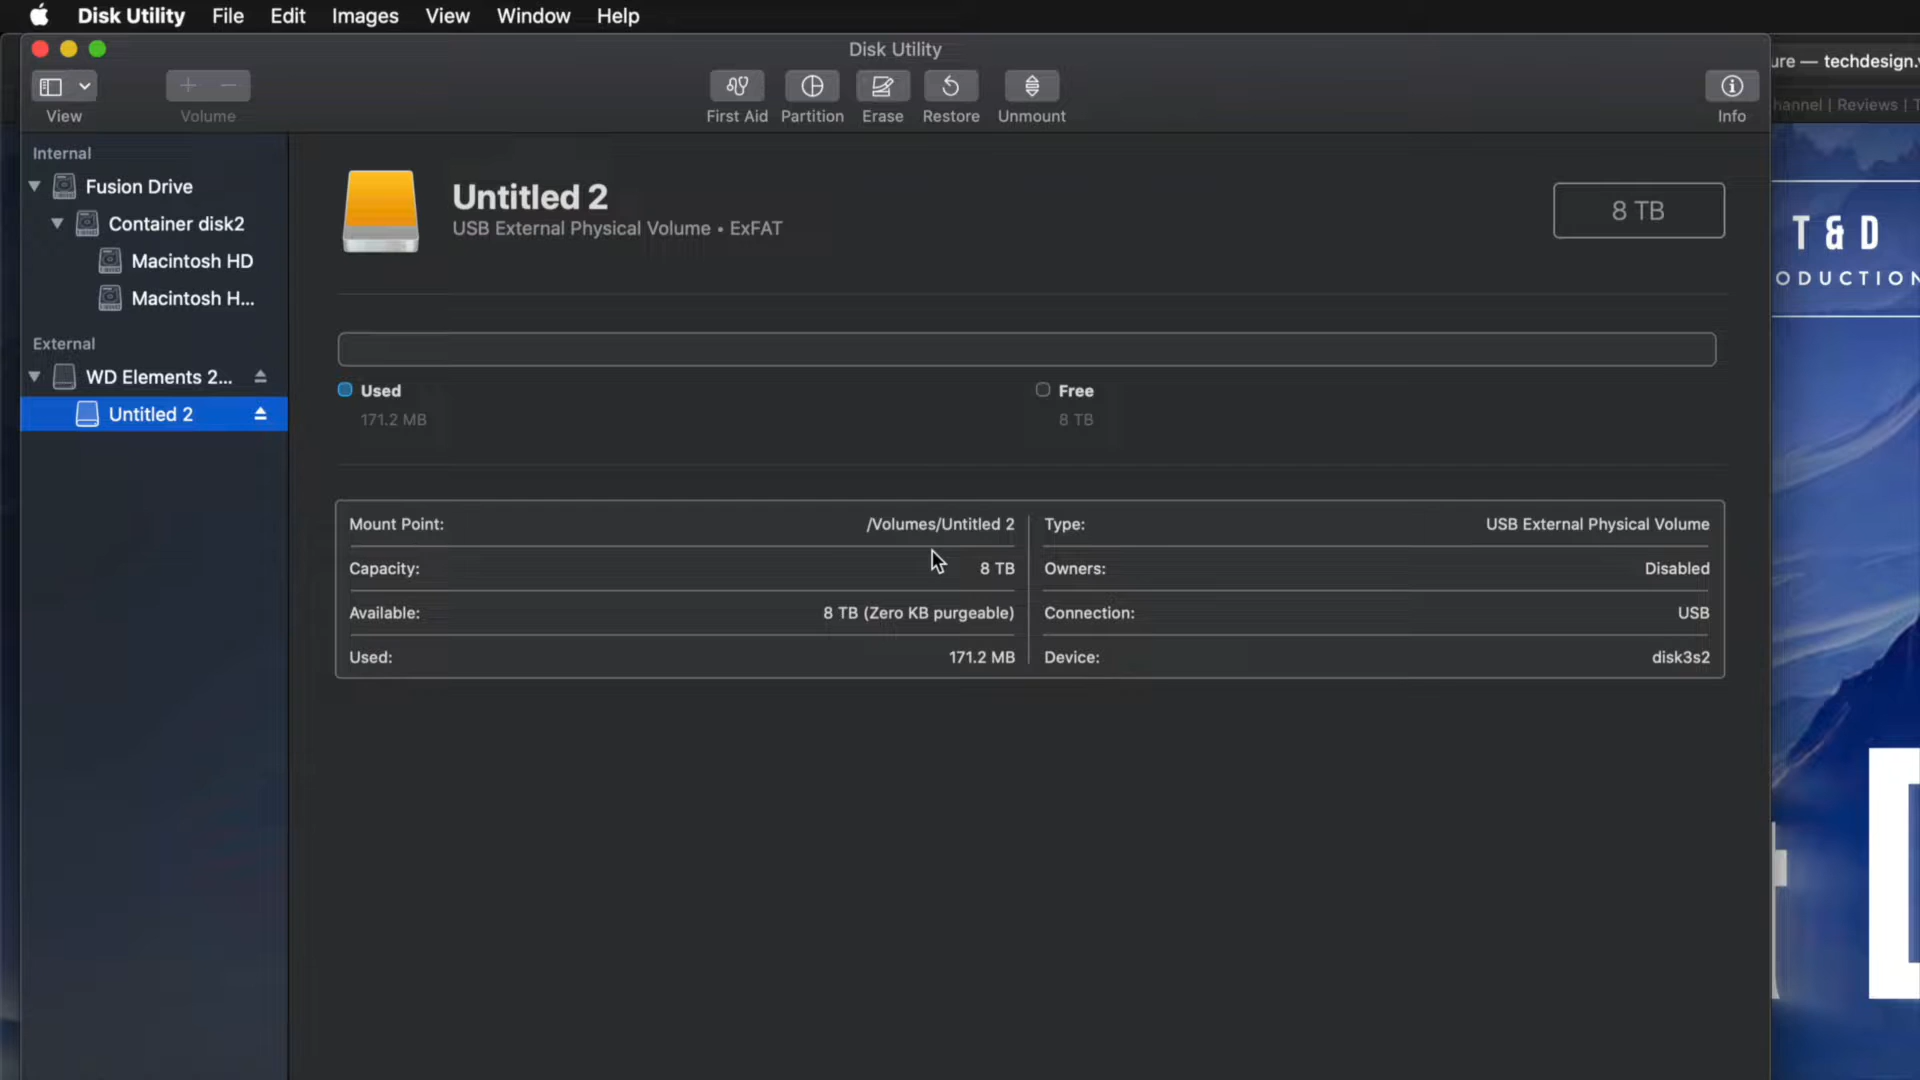 Disk Utility File Edit Images View Window Help
Disk Utility
View Volume First Aid Partition Erase Restore Unmount Info
Internal
Fusion Drive
Container disk2
Macintosh HD
Macintosh H...
External
WD Elements 2...
Untitled 2
Untitled 2
USB External Physical Volume • ExFAT
8 TB
Used
171.2 MB
Free
8 TB
Mount Point: /Volumes/Untitled 2
Capacity: 8 TB
Available: 8 TB (Zero KB purgeable)
Used: 171.2 MB
Type: USB External Physical Volume
Owners: Disabled
Connection: USB
Device: disk3s2
— techdesign.
| Reviews |
T & D